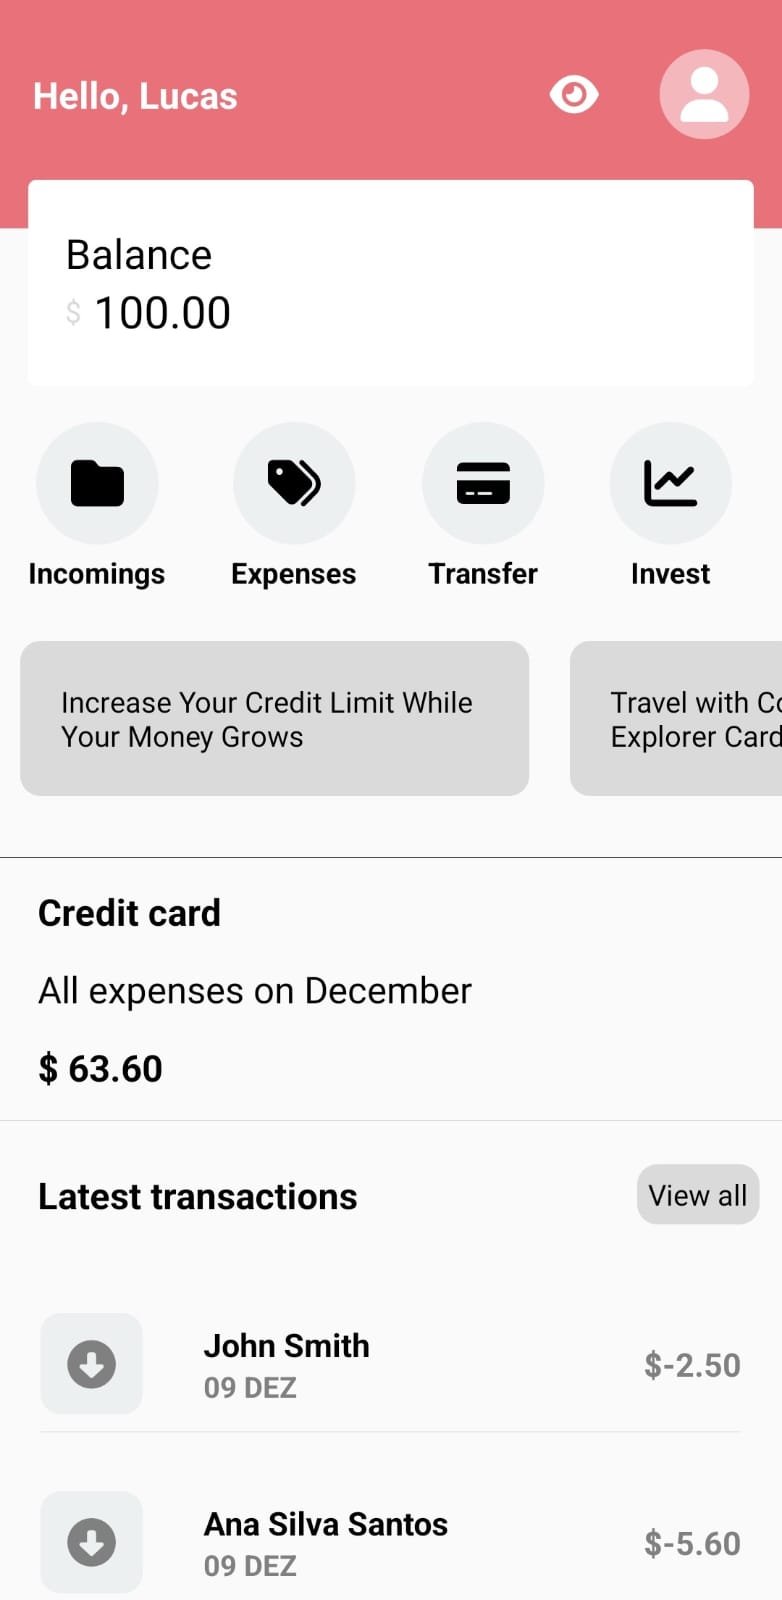 Hello, Lucas
Balance
$ 100.00
Incomings
Expenses
Transfer
Invest
Increase Your Credit Limit While
Your Money Grows
Travel with
Explorer Card
Credit card
All expenses on December
$ 63.60
Latest transactions
View all
John Smith
09 DEZ
$-2.50
Ana Silva Santos
09 DEZ
$-5.60